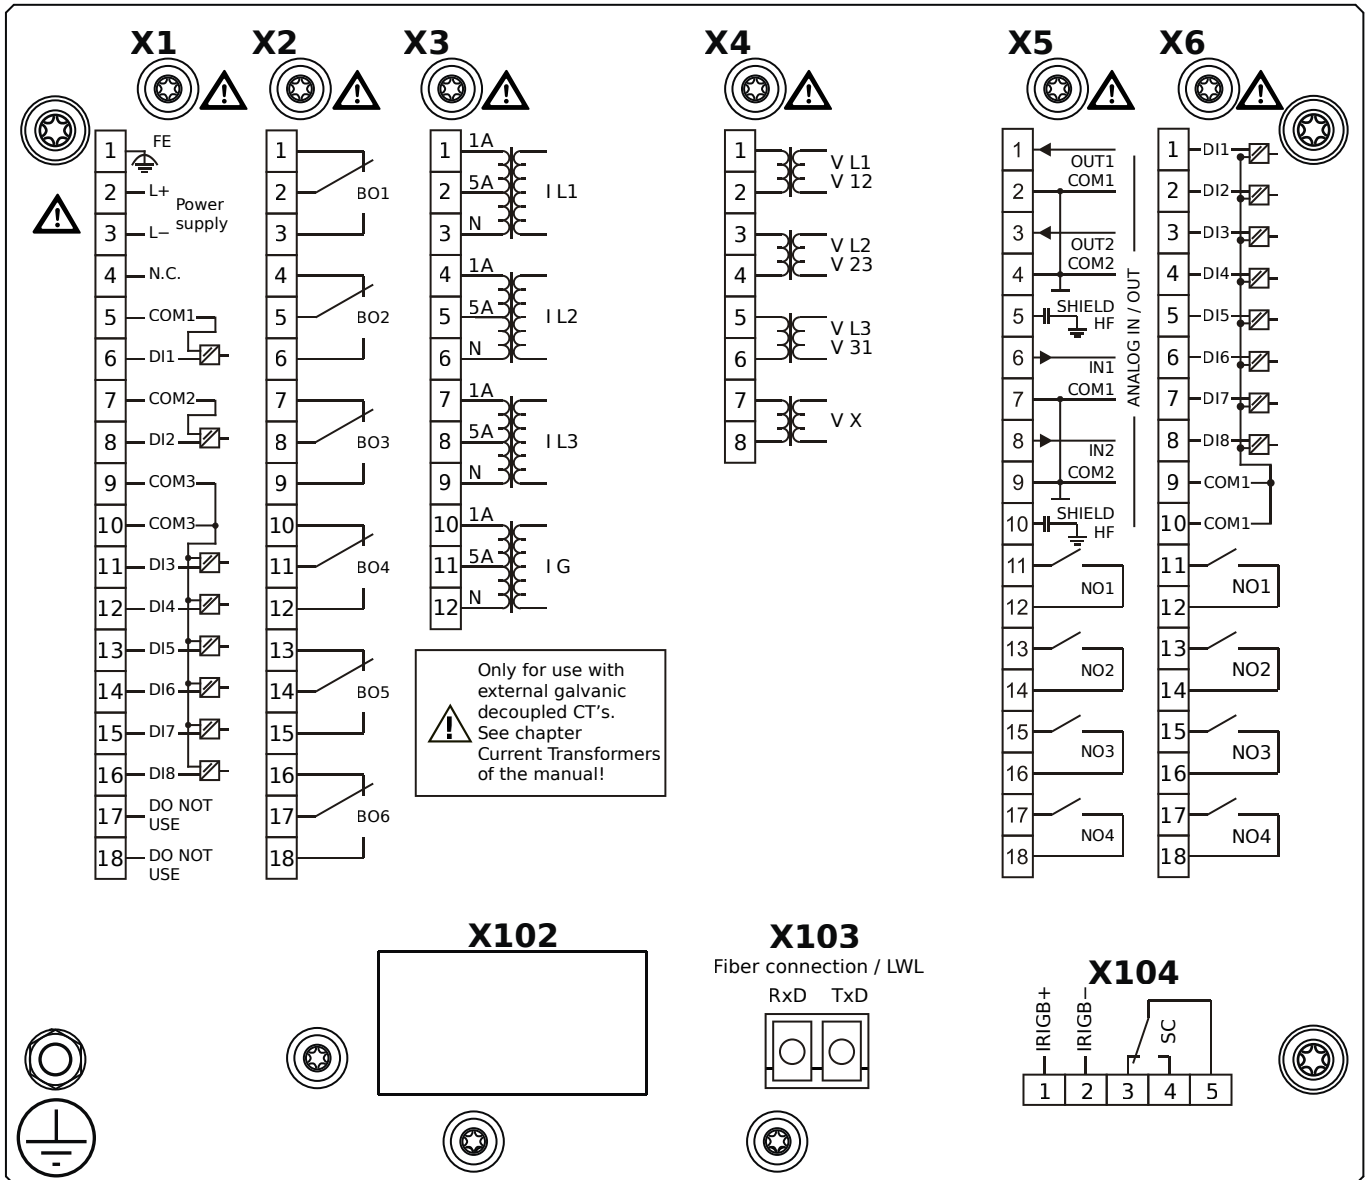 X1
1 FE
2 L+
Power
supply
3 L−
4 N.C.
5 COM1
6 DI1
7 COM2
8 DI2
9 COM3
10 COM3
11 DI3
12 DI4
13 DI5
14 DI6
15 DI7
16 DI8
17 DO NOT
USE
18 DO NOT
USE
X2
1
2 BO1
3
4
5 BO2
6
7
8 BO3
9
10
11 BO4
12
13
14 BO5
15
16
17 BO6
18
X3
1 1A
2 5A I L1
3 N
4 1A
5 5A I L2
6 N
7 1A
8 5A I L3
9 N
10 1A
11 5A I G
12 N
Only for use with
external galvanic
decoupled CT's.
See chapter
Current Transformers
of the manual!
X4
1 V L1
2 V 12
3 V L2
4 V 23
5 V L3
6 V 31
7 V X
8
X5
1 OUT1
2 COM1
3 OUT2
4 COM2
5 SHIELD
HF
6 IN1
7 COM1
8 IN2
9 COM2
10 SHIELD
HF
ANALOG IN / OUT
11 NO1
12
13 NO2
14
15 NO3
16
17 NO4
18
X6
1 DI1
2 DI2
3 DI3
4 DI4
5 DI5
6 DI6
7 DI7
8 DI8
9 COM1
10 COM1
11 NO1
12
13 NO2
14
15 NO3
16
17 NO4
18
X102
X103
Fiber connection / LWL
RxD TxD
X104
IRIGB+
IRIGB−
SC
1 2 3 4 5